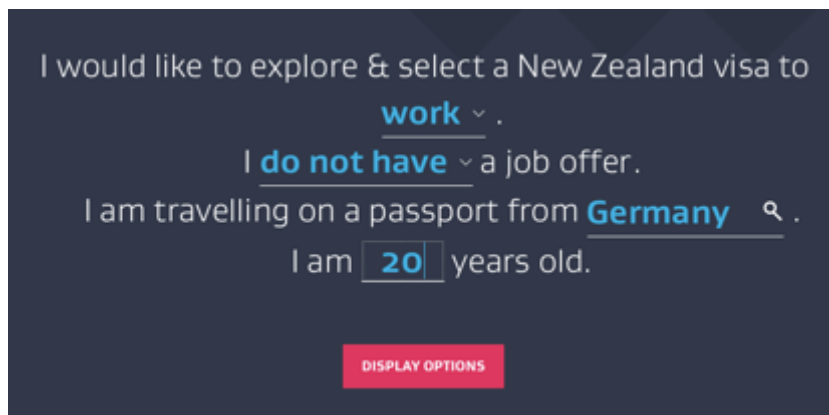 I would like to explore & select a New Zealand visa to
work .
I do not have a job offer.
I am travelling on a passport from Germany .
I am 20 years old.
DISPLAY OPTIONS